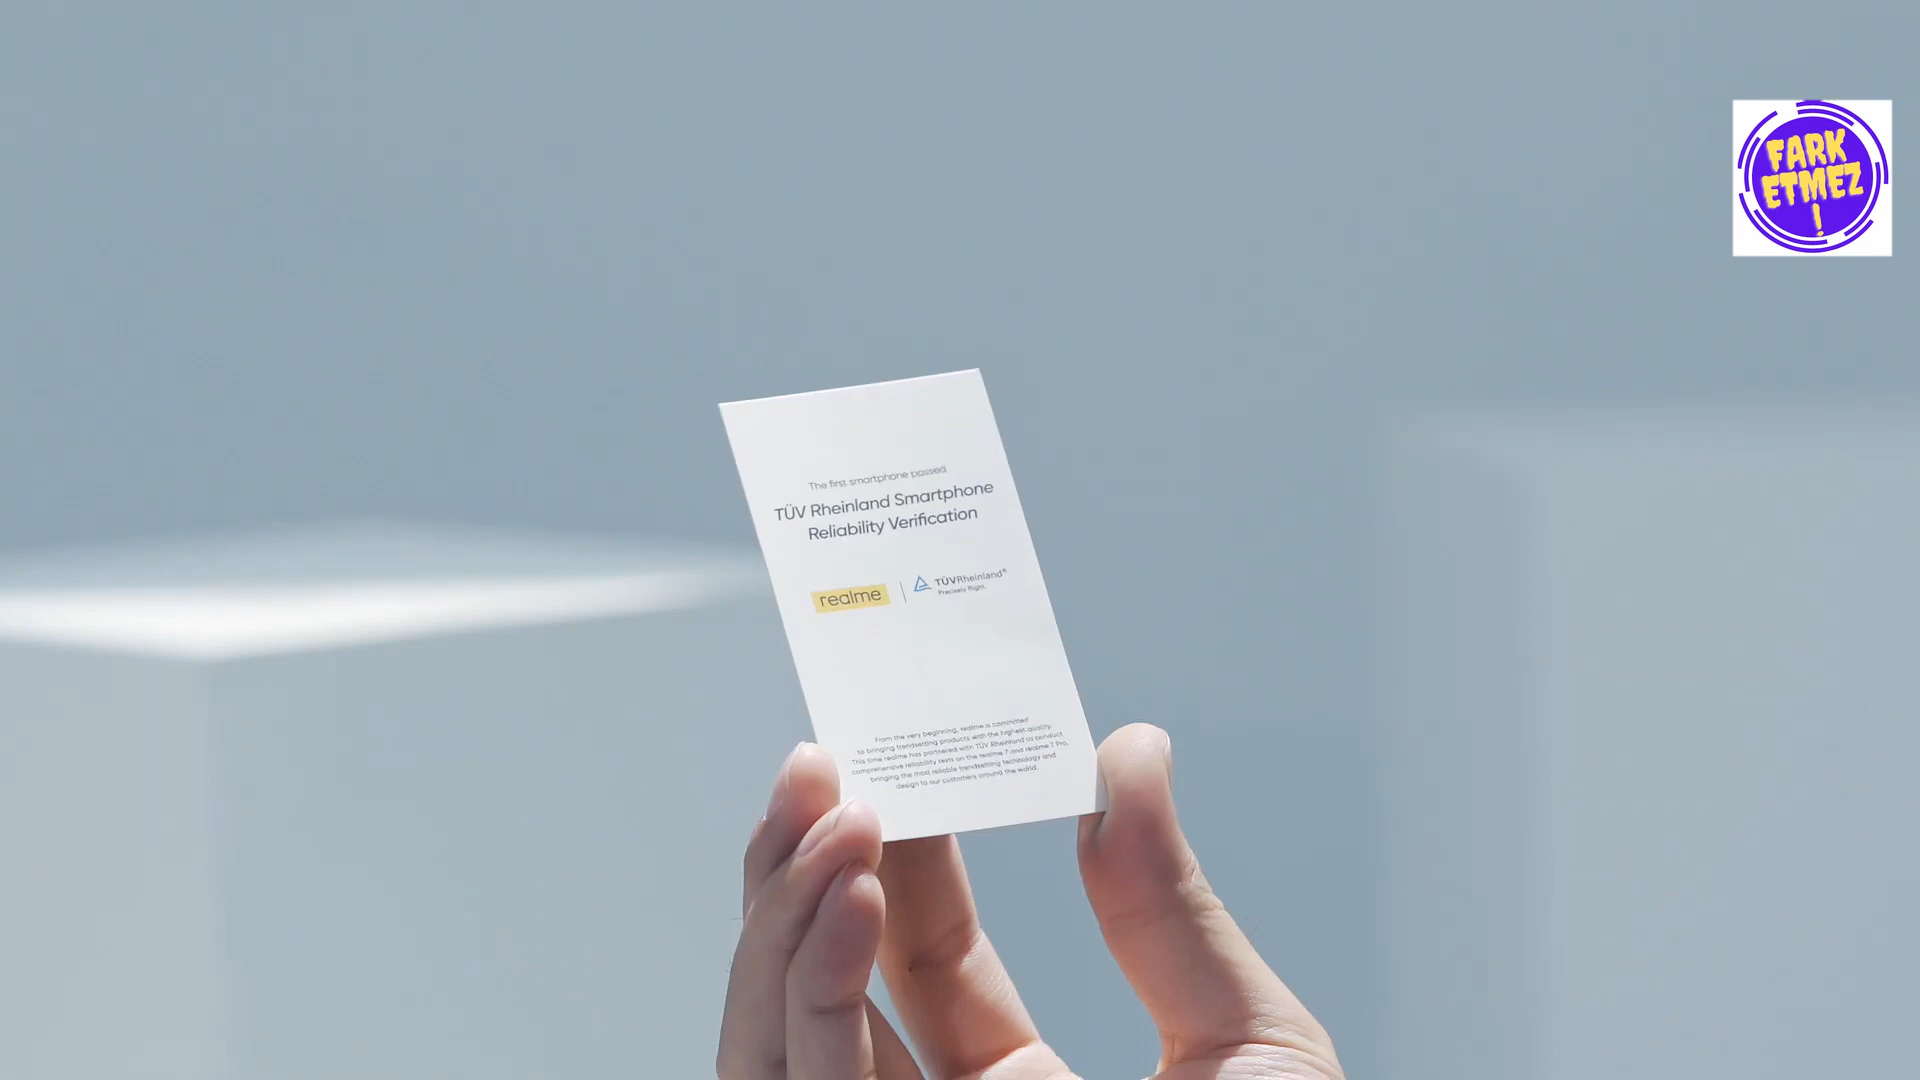 FARK
ETMEZ
!
The first smartphone passed
TÜV Rheinland Smartphone
Reliability Verification
realme
TÜVRheinland®
Precisely Right.
From the very beginning, realme is committed
to bringing trendsetting products with the highest quality.
This time realme has partnered with TÜV Rheinland to conduct
comprehensive reliability tests on the realme 7 and realme 7 Pro,
bringing the most reliable trendsetting technology and
design to our customers around the world.